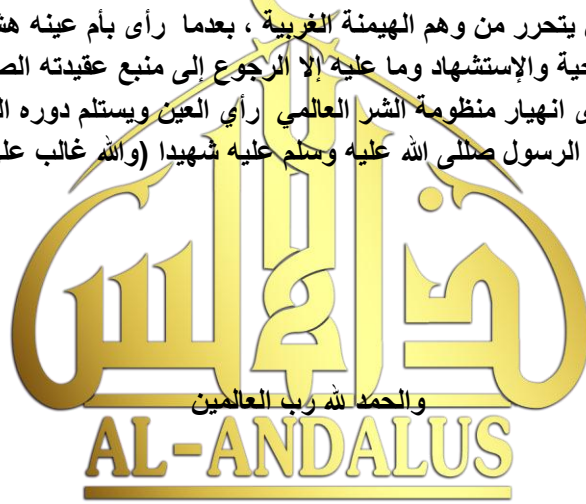 يتحرر من وهم الهيمنة الغربية ، بعدما رأى بأم عينه
حية والإستشهاد وما عليه إلا الرجوع إلى منبع عقيدته
انهيار منظومة الشر العالمي رأي العين ويستلم دوره
الرسول صللى الله عليه وسلم عليه شهيدا (والله غالب
الأندلس
والحمد لله رب العالمين
AL-ANDALUS